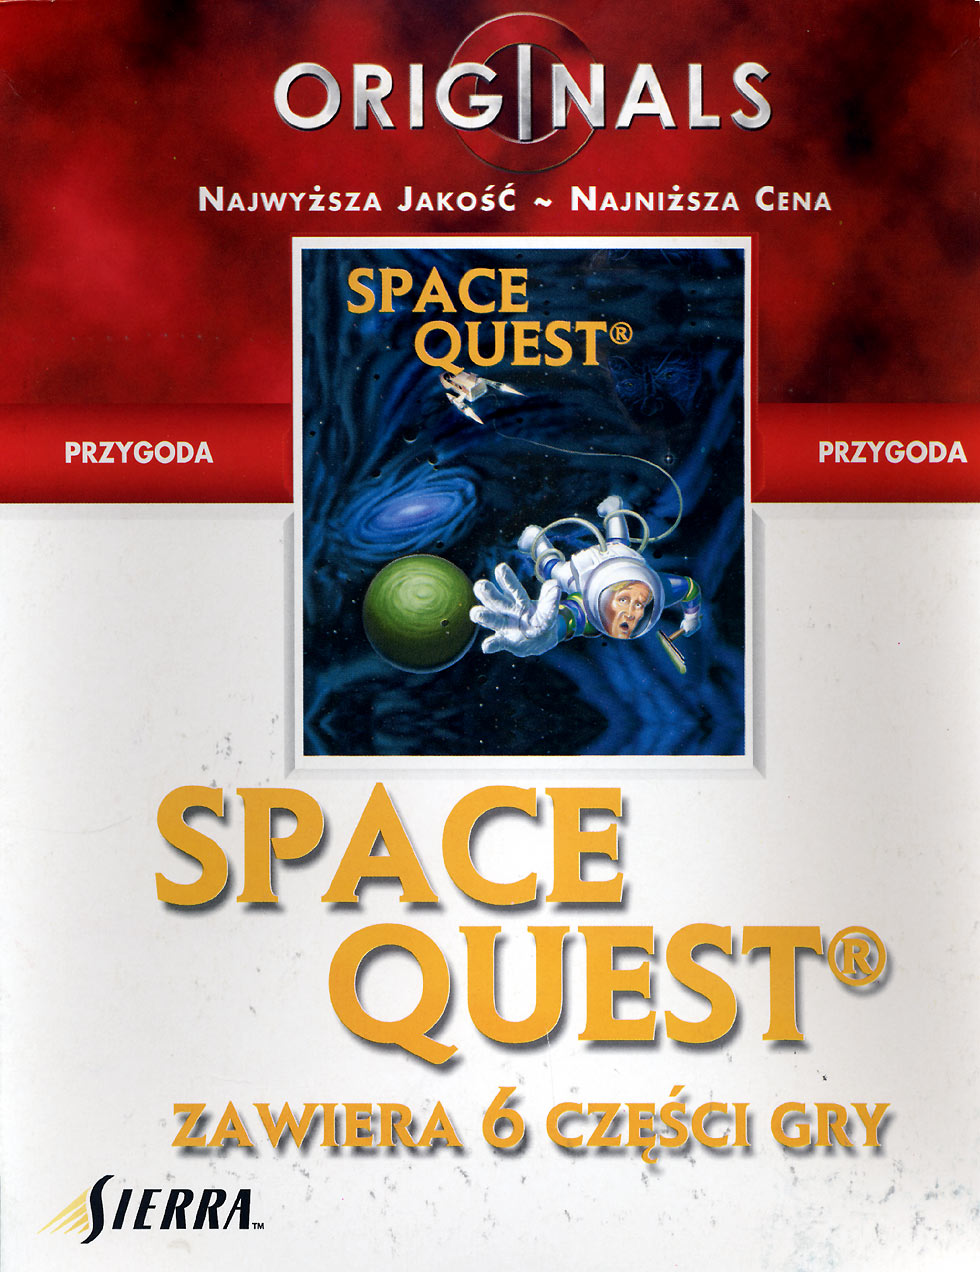 ORIGINALS
NAJWYŻSZA JAKOŚĆ ~ NAJNIŻSZA CENA
SPACE
QUEST®
PRZYGODA
PRZYGODA
SPACE
QUEST®
ZAWIERA 6 CZĘŚCI GRY
SIERRA™